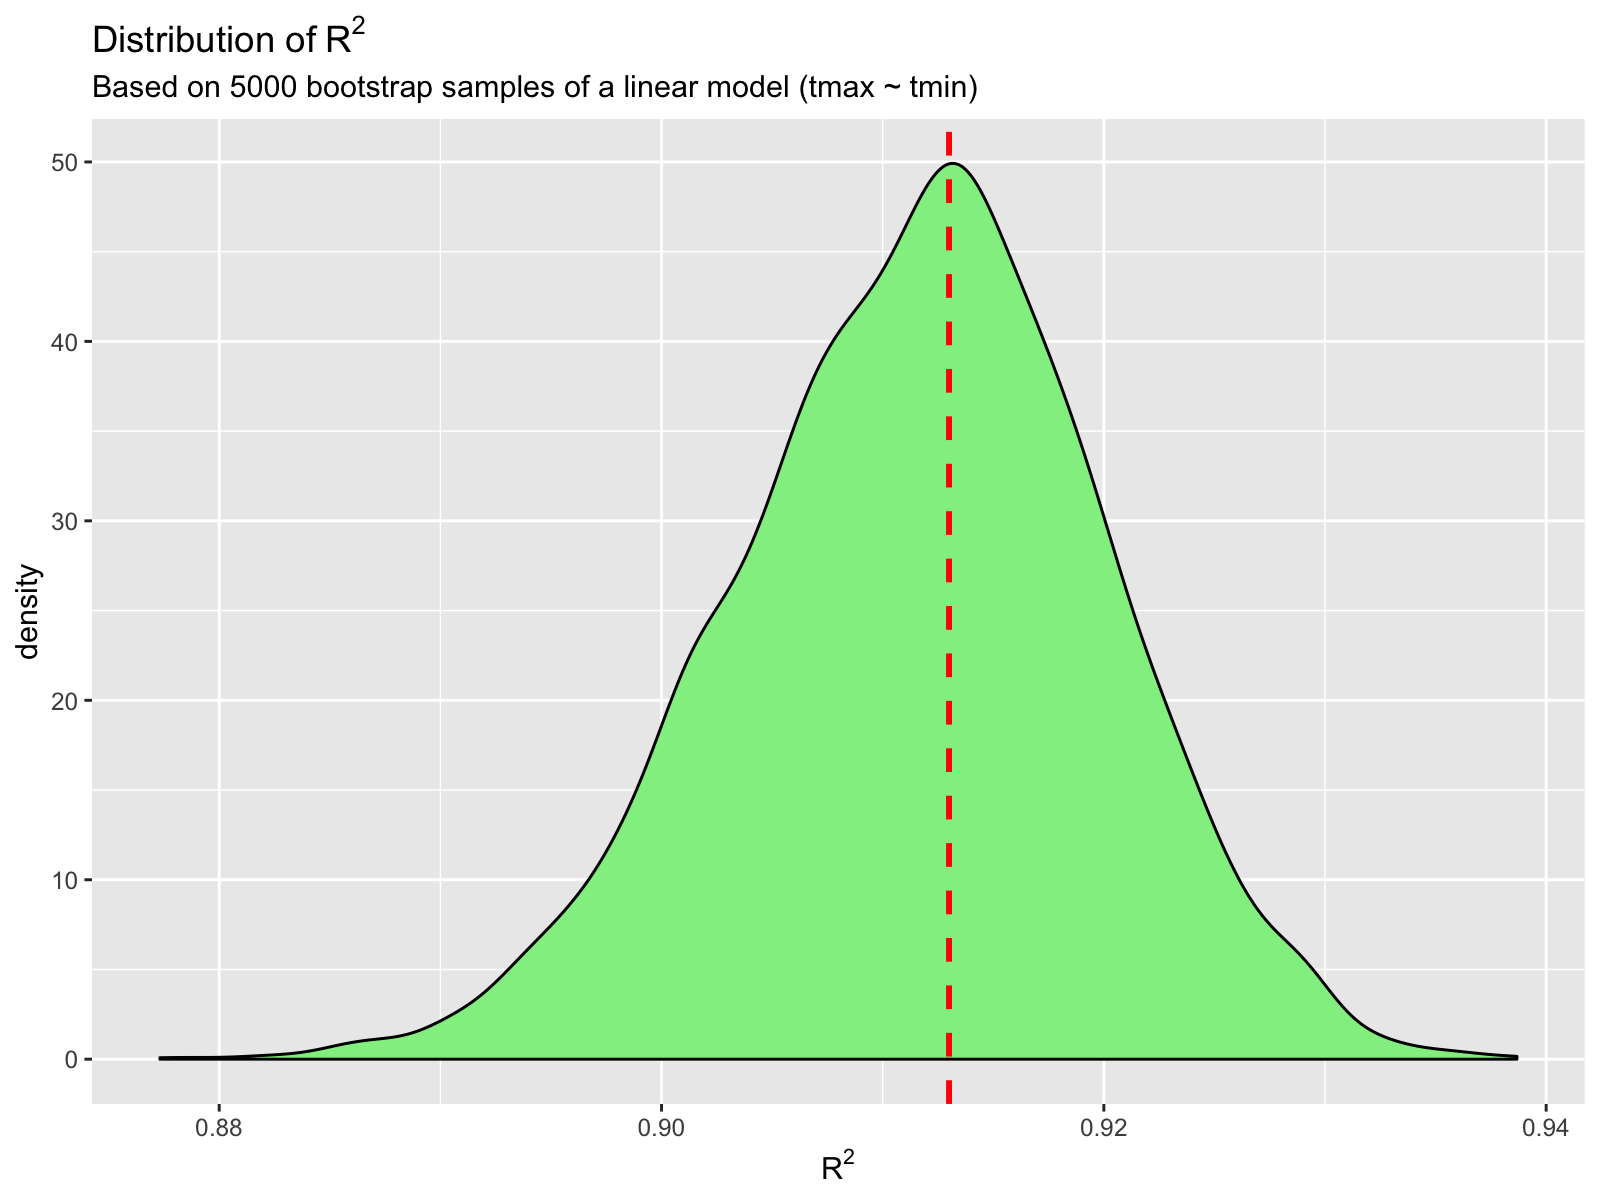 Distribution of R²
Based on 5000 bootstrap samples of a linear model (tmax ~ tmin)
density
50
40
30
20
10
0
0.88 0.90 0.92 0.94
R²